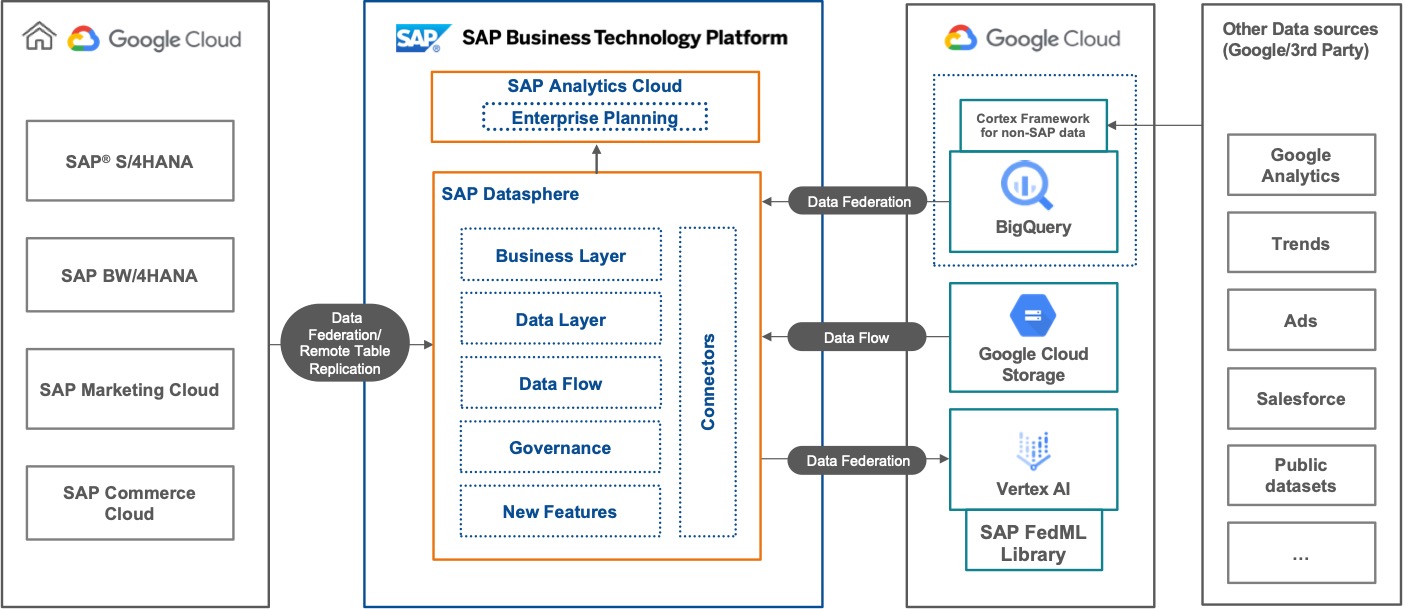 Google Cloud
SAP® S/4HANA
SAP BW/4HANA
SAP Marketing Cloud
SAP Commerce
Cloud
Data
Federation/
Remote Table
Replication
SAP® SAP Business Technology Platform
SAP Analytics Cloud
Enterprise Planning
SAP Datasphere
Business Layer
Data Layer
Data Flow
Governance
New Features
Connectors
Data Federation
Data Flow
Data Federation
Google Cloud
Cortex Framework
for non-SAP data
BigQuery
Google Cloud
Storage
Vertex AI
SAP FedML
Library
Other Data sources
(Google/3rd Party)
Google
Analytics
Trends
Ads
Salesforce
Public
datasets
...